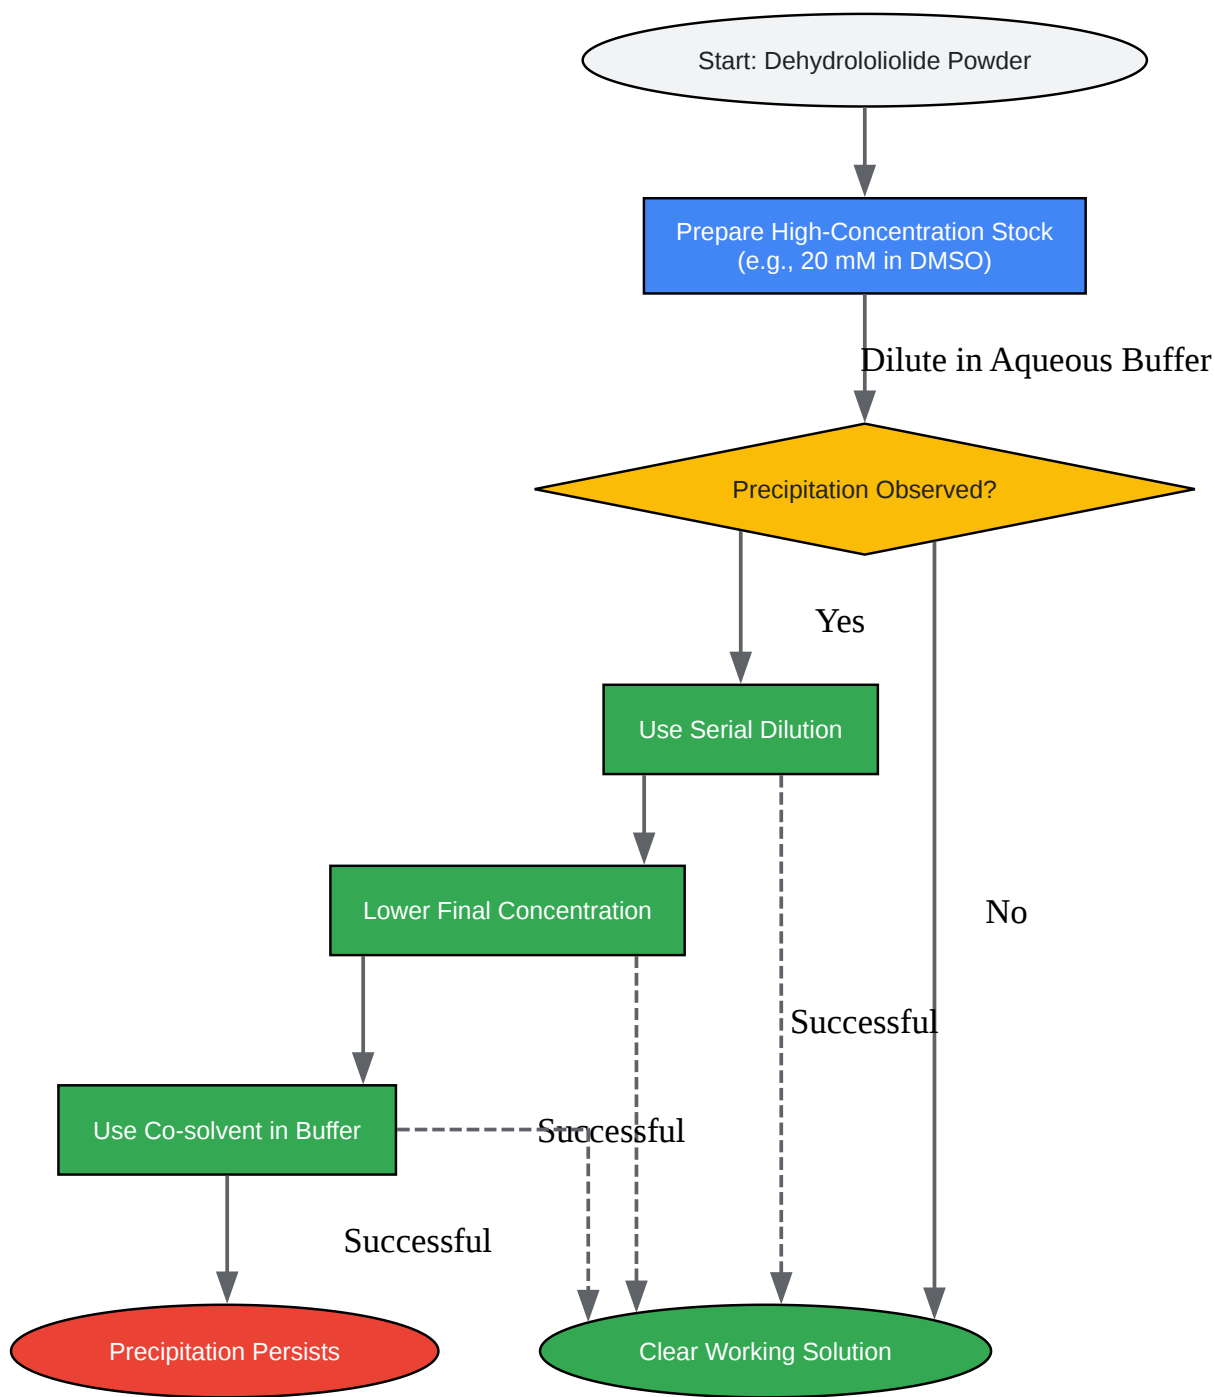 Start: Dehydrololiolide Powder
Prepare High-Concentration Stock
(e.g., 20 mM in DMSO)
Dilute in Aqueous Buffer
Precipitation Observed?
Yes
Use Serial Dilution
Lower Final Concentration
No
Successful
Use Co-solvent in Buffer
Successful
Successful
Precipitation Persists
Clear Working Solution